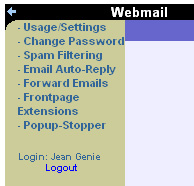 Webmail
- Usage/Settings
- Change Password
- Spam Filtering
- Email Auto-Reply
- Forward Emails
- Frontpage
Extensions
- Popup-Stopper
Login: Jean Genie
Logout